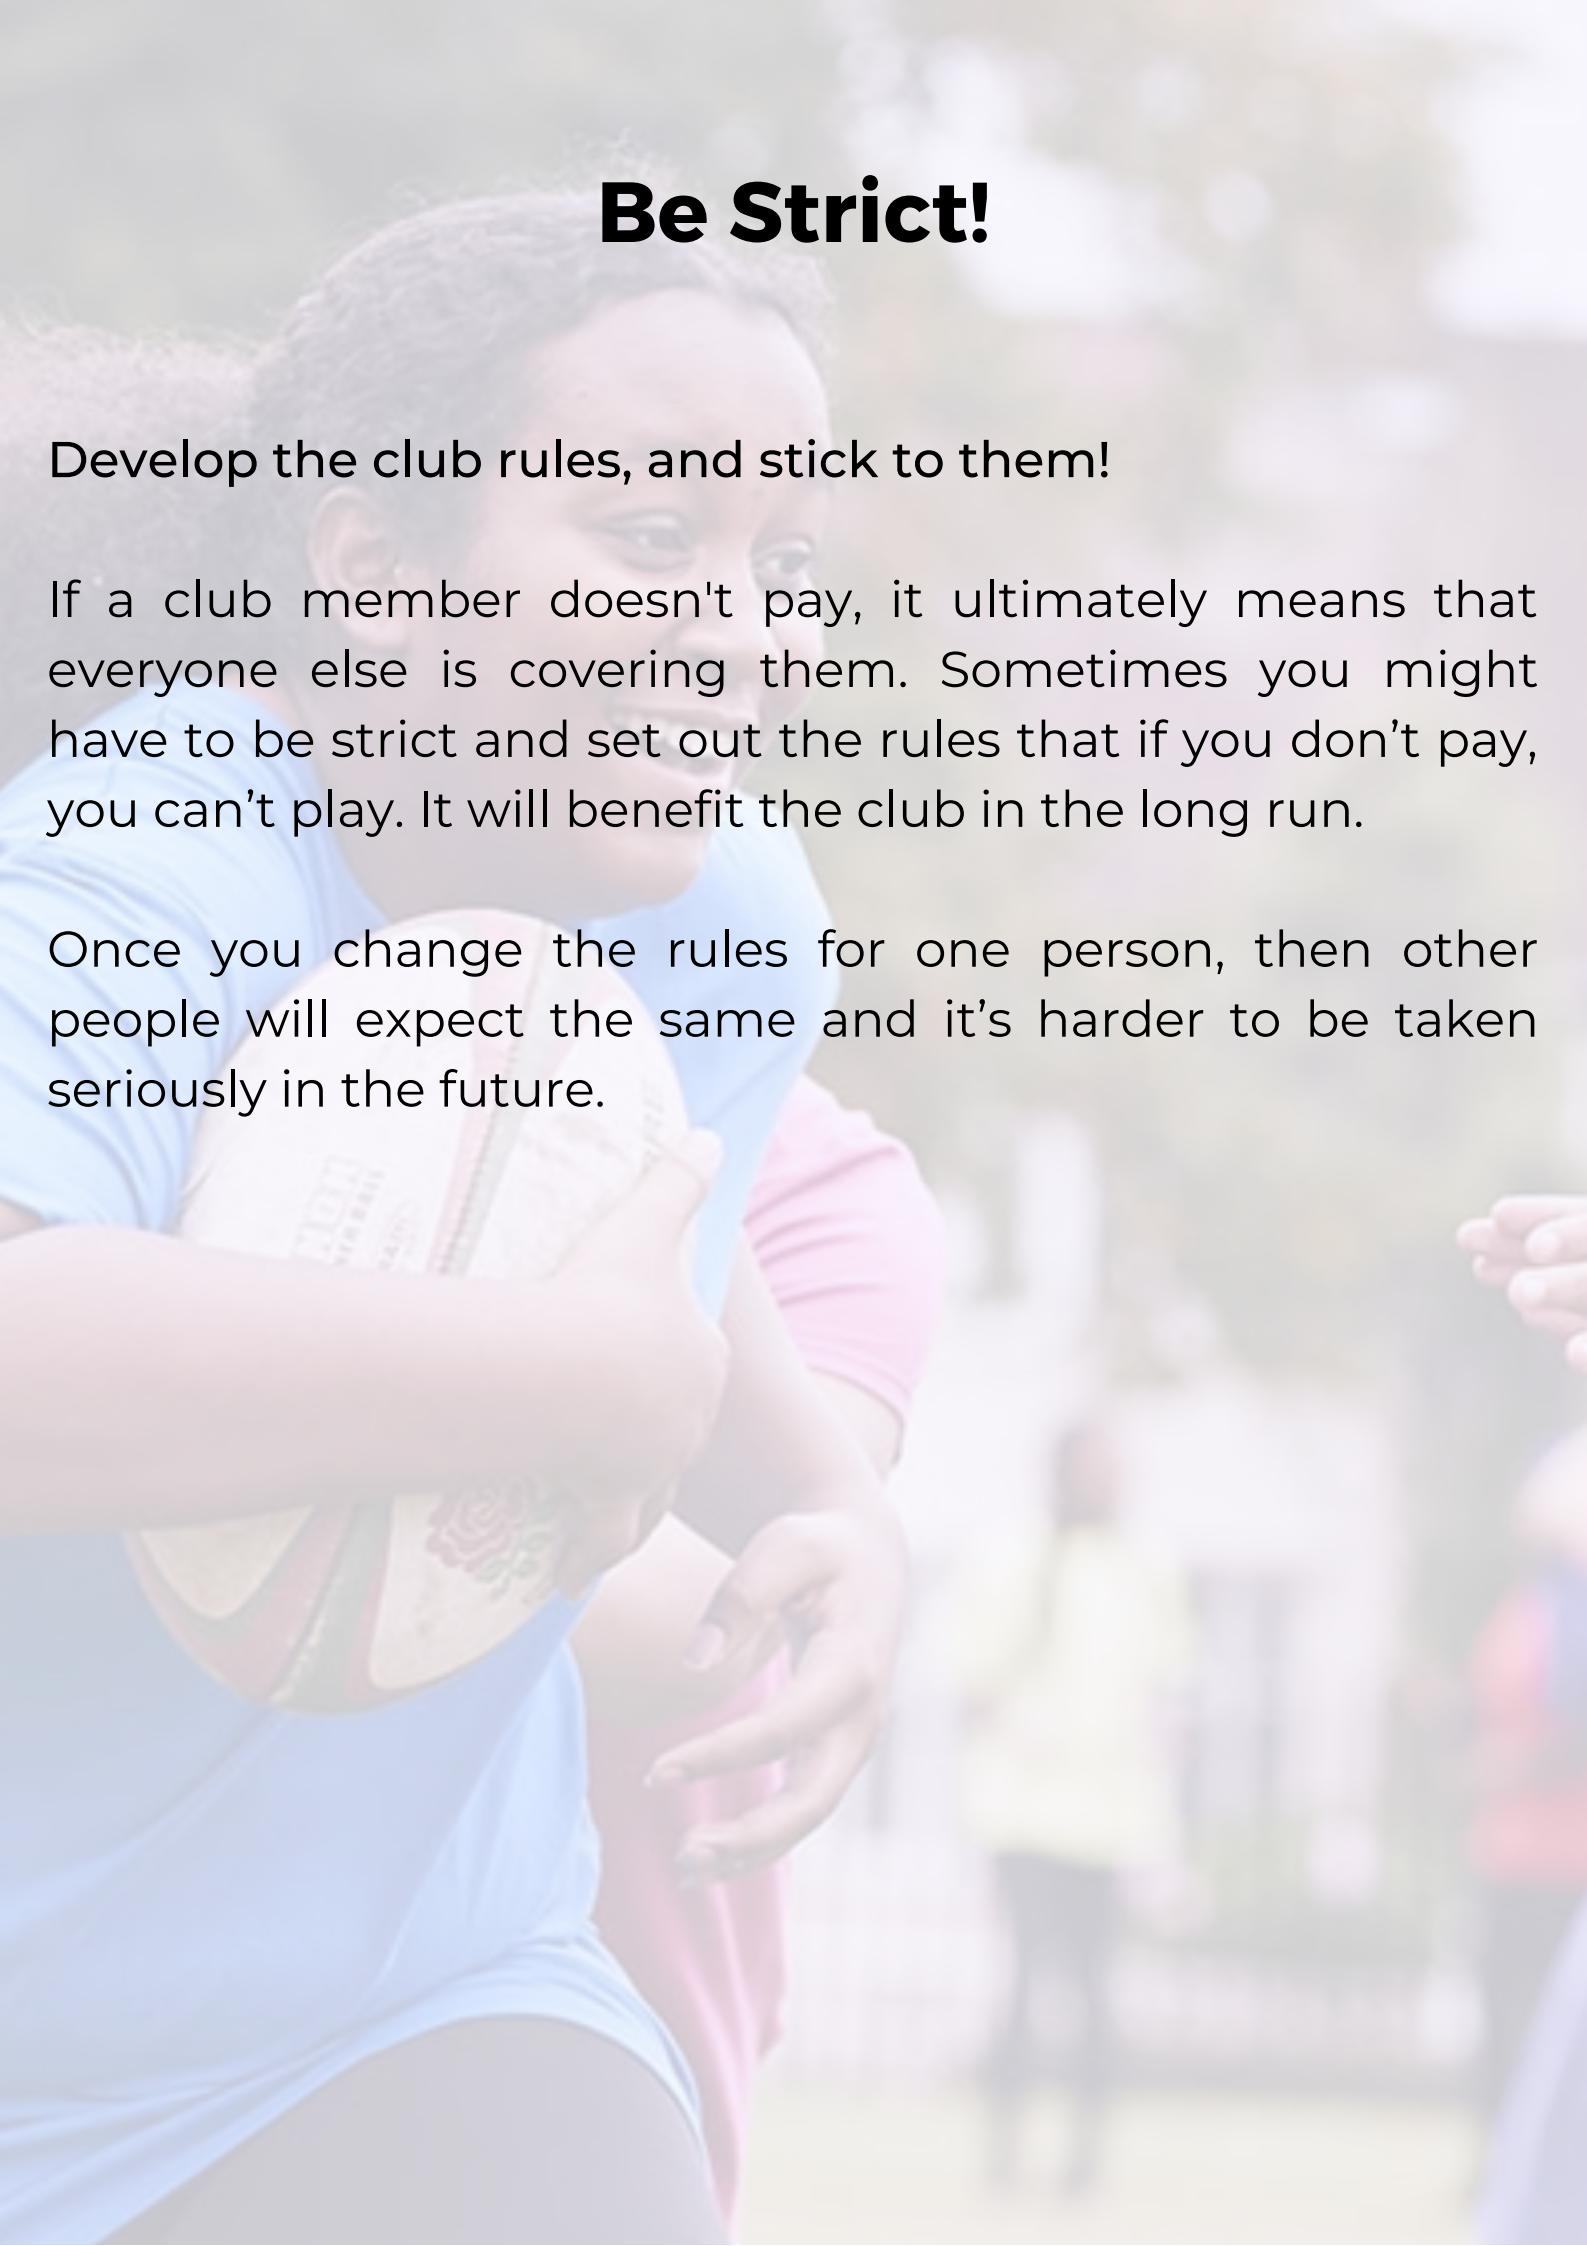 Be Strict!
Develop the club rules, and stick to them!
If a club member doesn't pay, it ultimately means that
everyone else is covering them. Sometimes you might
have to be strict and set out the rules that if you don’t pay,
you can’t play. It will benefit the club in the long run.
Once you change the rules for one person, then other
people will expect the same and it’s harder to be taken
seriously in the future.